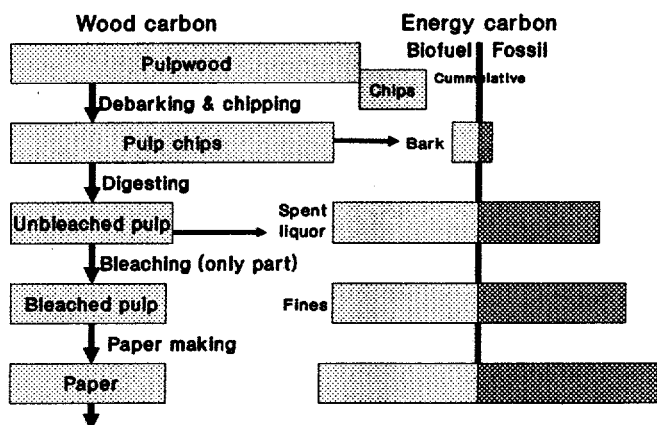 Wood carbon
Energy carbon
Biofuel
Fossil
Pulpwood
Chips
Cummulative
Debarking & chipping
Pulp chips
Bark
Digesting
Unbleached pulp
Spent
liquor
Bleaching (only part)
Bleached pulp
Fines
Paper making
Paper